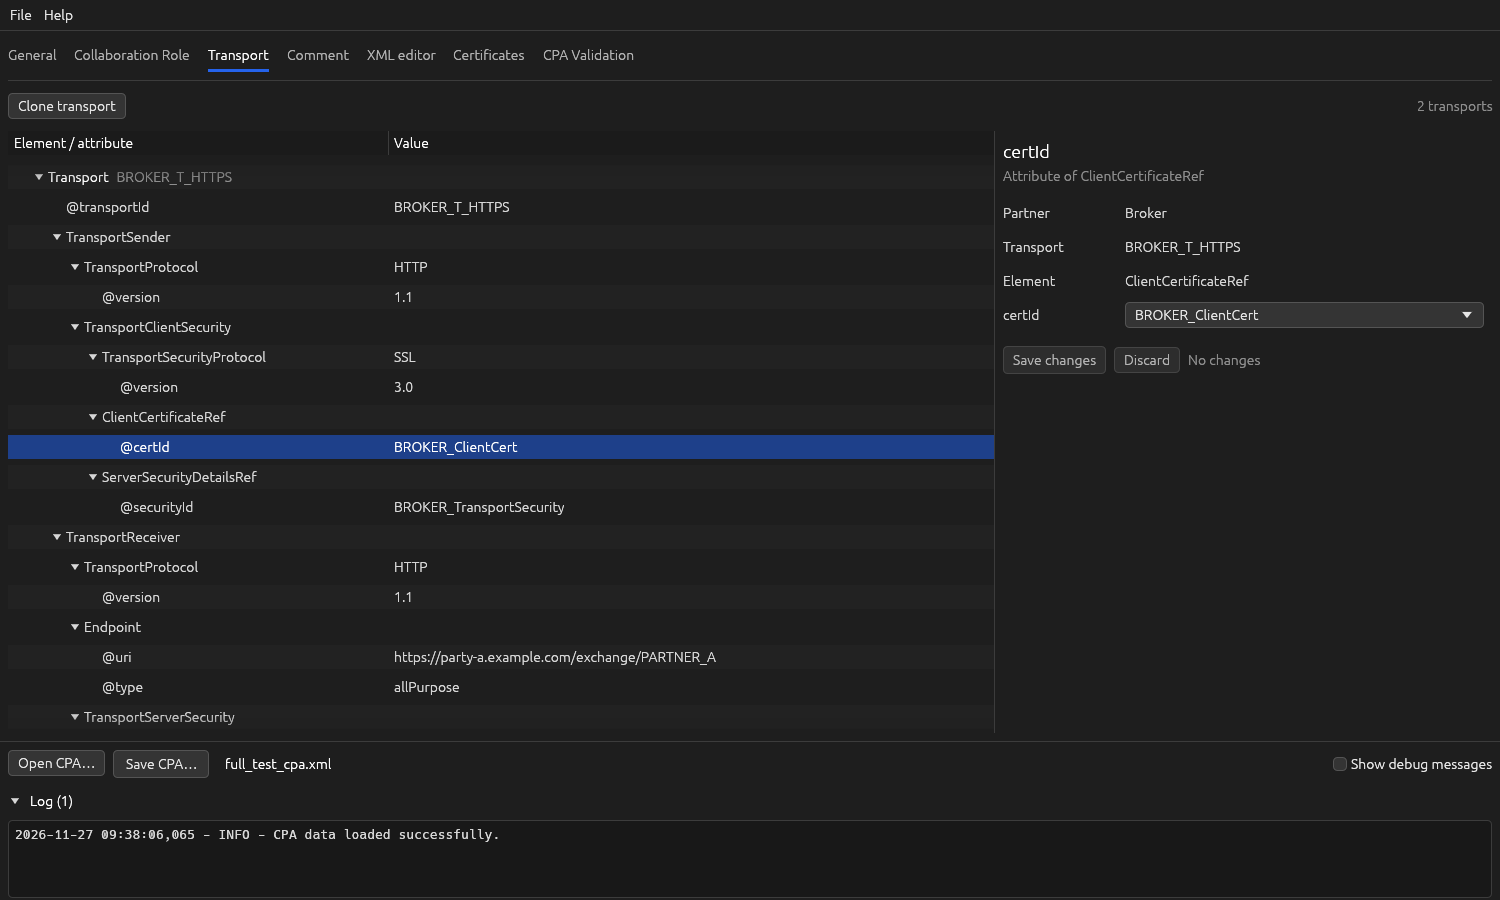 File Help
General Collaboration Role Transport Comment XML editor Certificates CPA Validation
Clone transport 2 transports
Element / attribute Value
Transport BROKER_T_HTTPS
@transportId BROKER_T_HTTPS
TransportSender
TransportProtocol HTTP
@version 1.1
TransportClientSecurity
TransportSecurityProtocol SSL
@version 3.0
ClientCertificateRef
@certId BROKER_ClientCert
ServerSecurityDetailsRef
@securityId BROKER_TransportSecurity
TransportReceiver
TransportProtocol HTTP
@version 1.1
Endpoint
@uri https://party-a.example.com/exchange/PARTNER_A
@type allPurpose
TransportServerSecurity
certId
Attribute of ClientCertificateRef
Partner Broker
Transport BROKER_T_HTTPS
Element ClientCertificateRef
certId BROKER_ClientCert
Save changes Discard No changes
Open CPA... Save CPA... full_test_cpa.xml Show debug messages
Log (1)
2026-11-27 09:38:06,065 - INFO - CPA data loaded successfully.